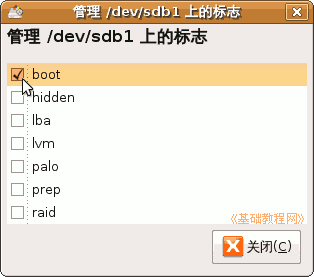 管理 /dev/sdb1 上的标志
管理 /dev/sdb1 上的标志
boot
hidden
lba
lvm
palo
prep
raid
《基础教程网》
关闭(C)